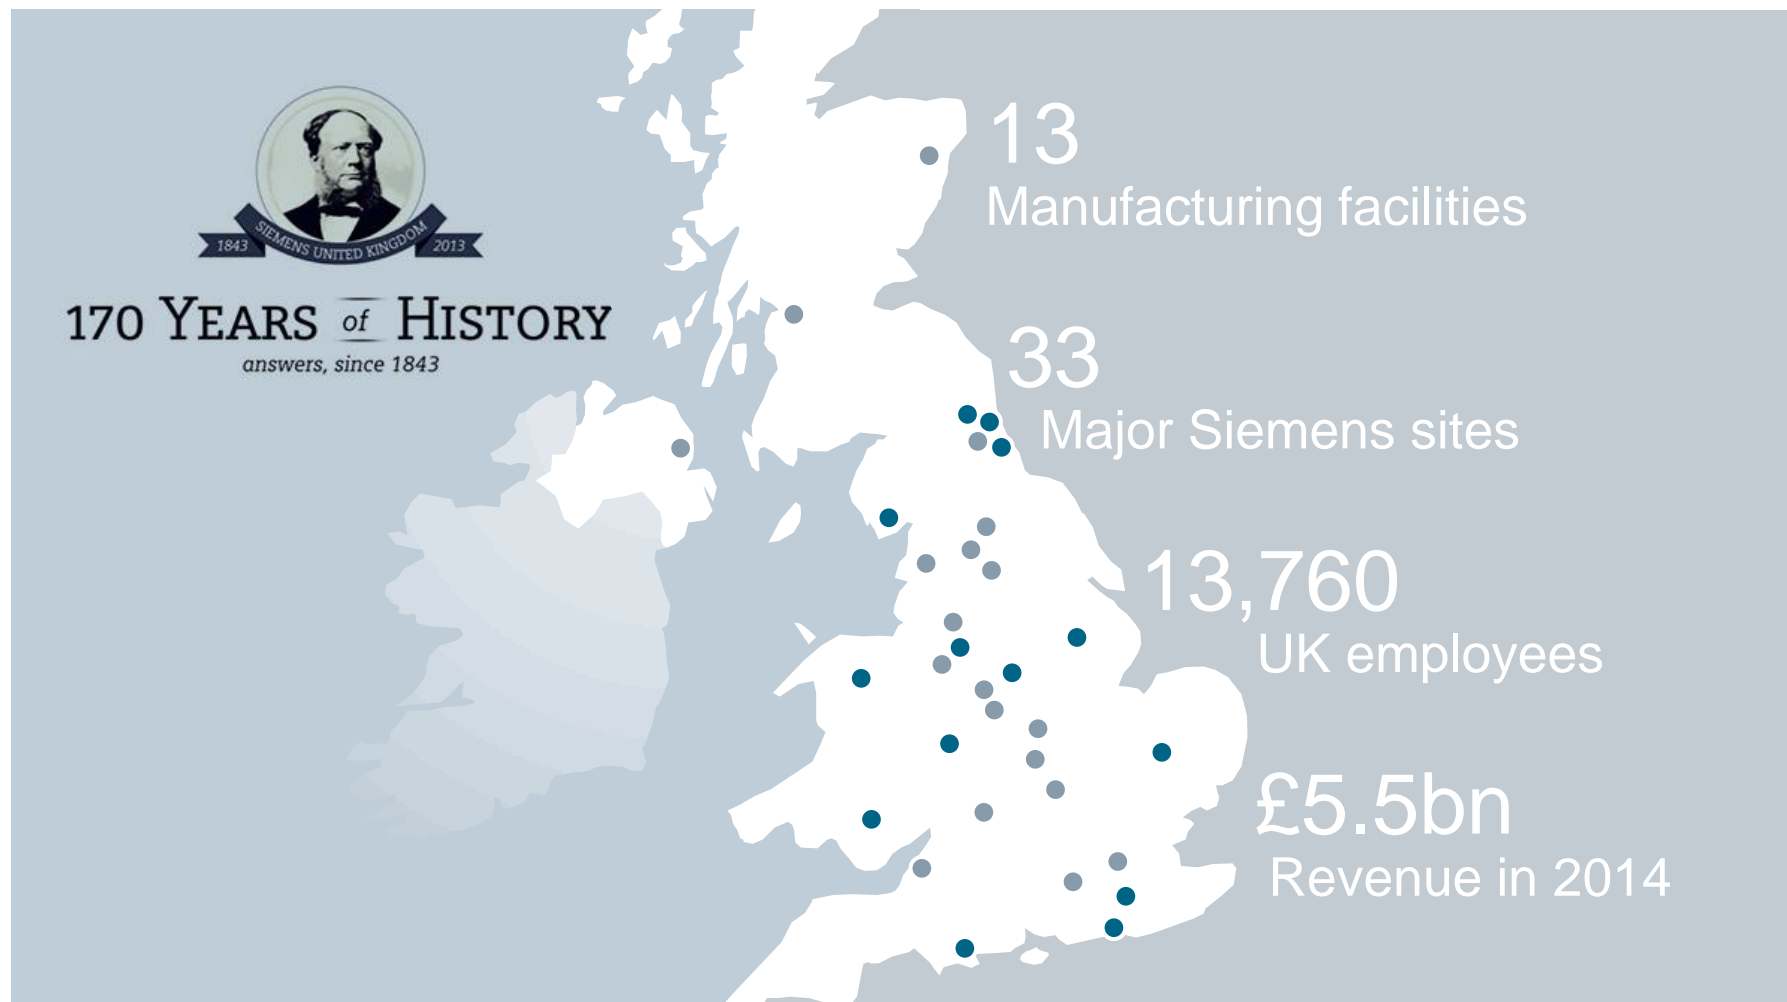 1843
SIEMENS UNITED KINGDOM
2013
170 YEARS of HISTORY
answers, since 1843
13
Manufacturing facilities
33
Major Siemens sites
13,760
UK employees
£5.5bn
Revenue in 2014